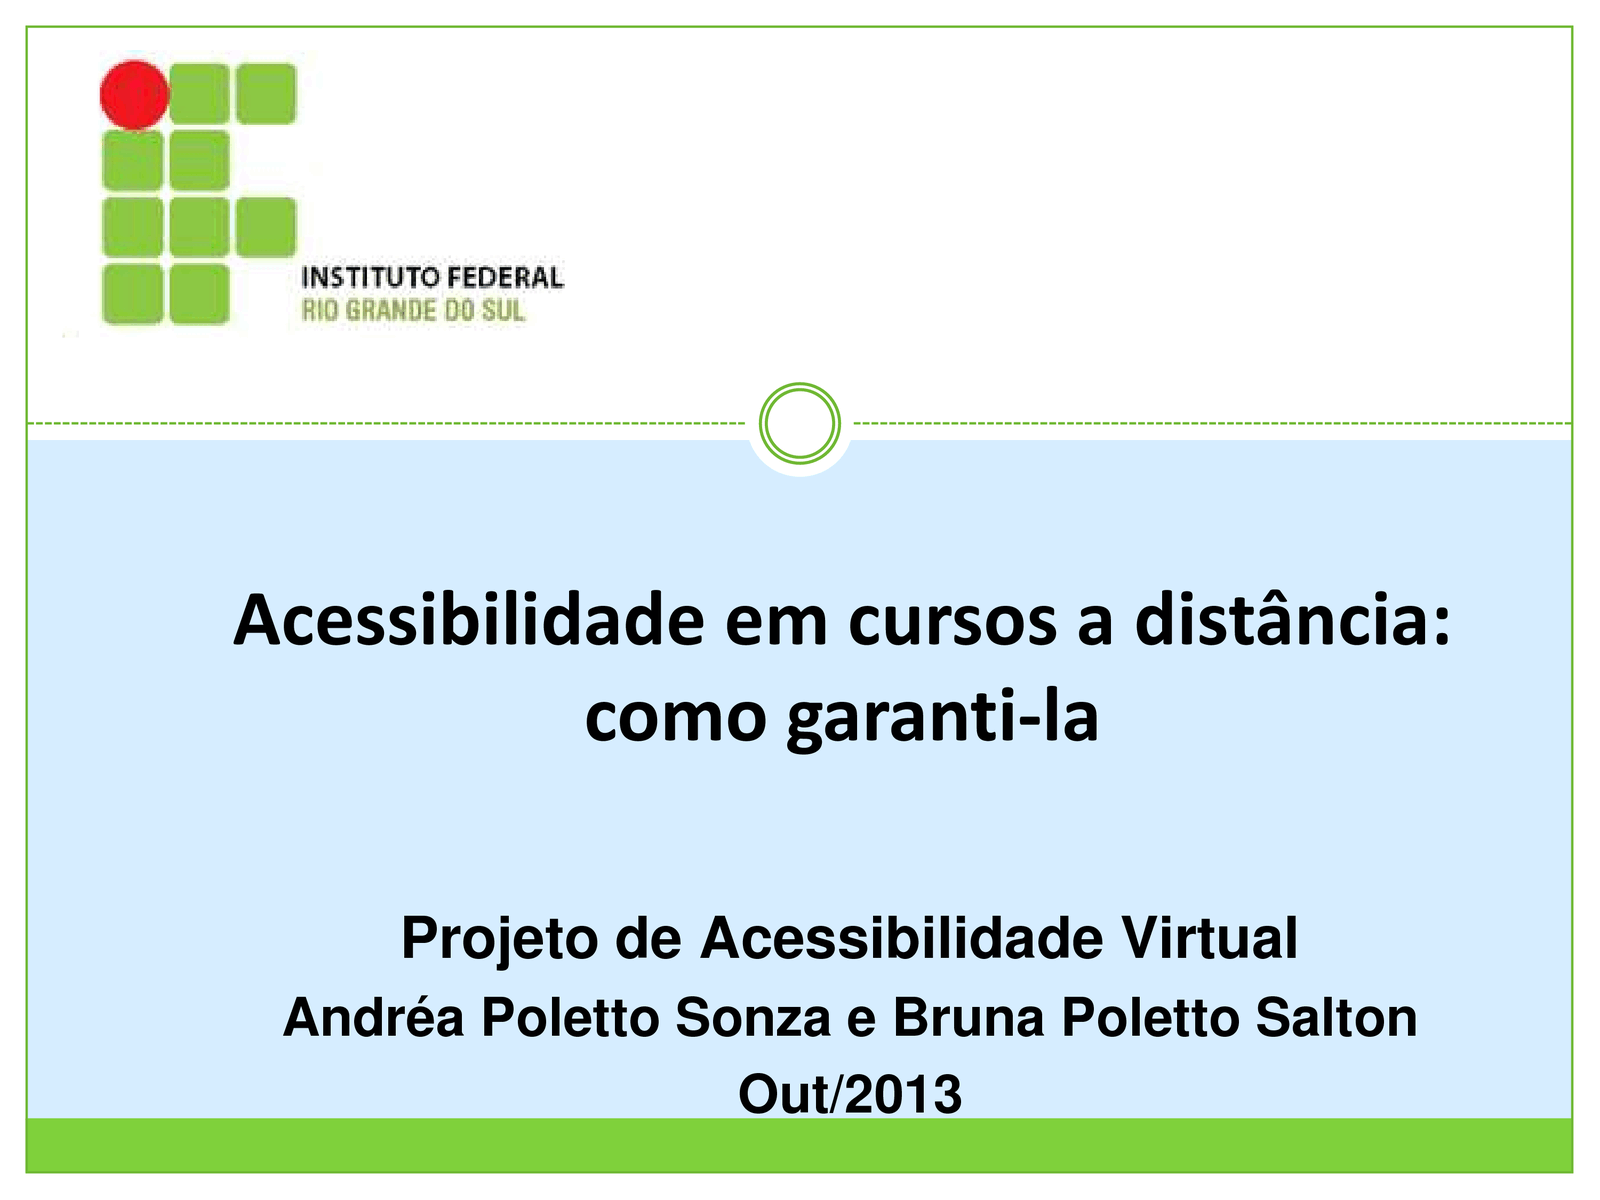 INSTITUTO FEDERAL
RIO GRANDE DO SUL
Acessibilidade em cursos a distância:
como garanti-la
Projeto de Acessibilidade Virtual
Andréa Poletto Sonza e Bruna Poletto Salton
Out/2013